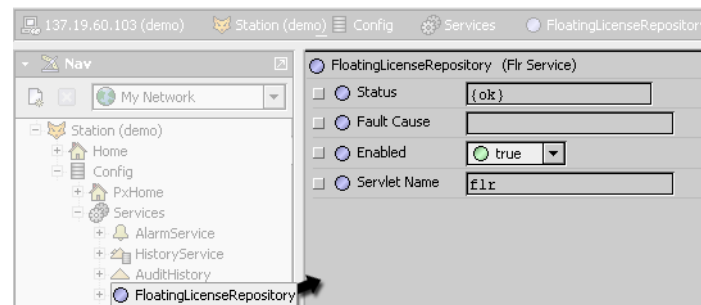 137.19.60.103 (demo) Station (demo) Config Services FloatingLicenseRepository
Nav
My Network
Station (demo)
Home
Config
PxHome
Services
AlarmService
HistoryService
AuditHistory
FloatingLicenseRepository
FloatingLicenseRepository (Flr Service)
Status {ok}
Fault Cause
Enabled true
Servlet Name flr